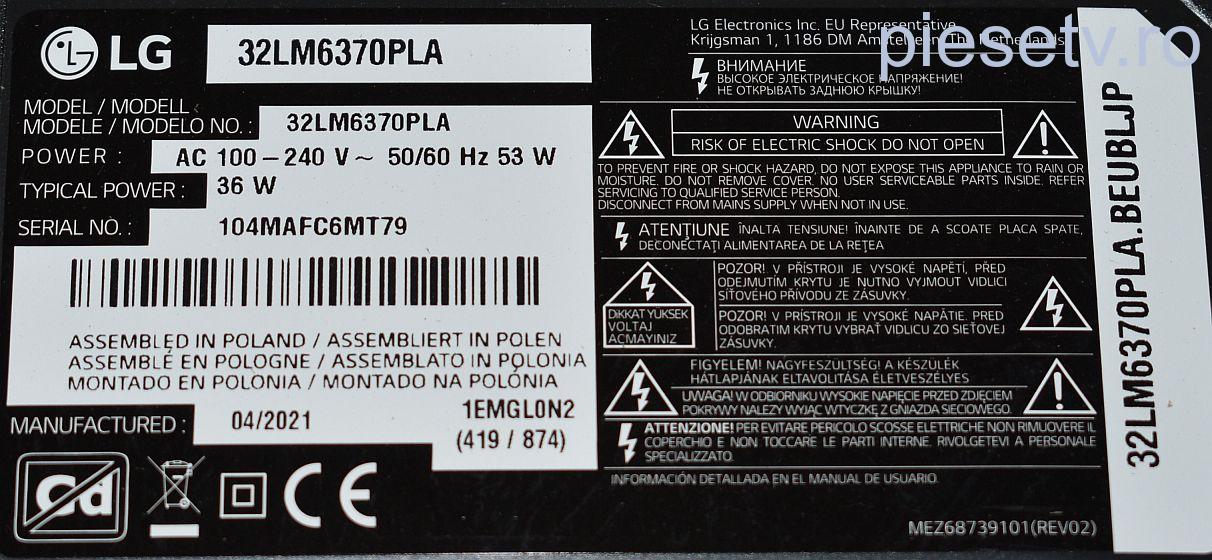 LG
32LM6370PLA
MODEL / MODELL
MODELE / MODELO NO. :
32LM6370PLA
POWER :
AC 100 – 240 V ~ 50/60 Hz 53 W
TYPICAL POWER :
36 W
SERIAL NO. :
104MAFC6MT79
ASSEMBLED IN POLAND / ASSEMBLIERT IN POLEN
ASSEMBLÉ EN POLOGNE / ASSEMBLATO IN POLONIA
MONTADO EN POLONIA / MONTADO NA POLÓNIA
MANUFACTURED :
04/2021
1EMGL0N2
(419 / 874)
Cd
CE
LG Electronics Inc. EU Representative
Krijgsman 1, 1186 DM Amstelveen The Netherlands
piesetv.ro
ВНИМАНИЕ
ВЫСОКОЕ ЭЛЕКТРИЧЕСКОЕ НАПРЯЖЕНИЕ!
НЕ ОТКРЫВАТЬ ЗАДНЮЮ КРЫШКУ!
WARNING
RISK OF ELECTRIC SHOCK DO NOT OPEN
TO PREVENT FIRE OR SHOCK HAZARD, DO NOT EXPOSE THIS APPLIANCE TO RAIN OR
MOISTURE. DO NOT REMOVE COVER. NO USER SERVICEABLE PARTS INSIDE. REFER
SERVICING TO QUALIFIED SERVICE PERSON.
DISCONNECT FROM MAINS SUPPLY WHEN NOT IN USE.
ATENȚIUNE ÎNALTA TENSIUNE! ÎNAINTE DE A SCOATE PLACA SPATE,
DECONECTAȚI ALIMENTAREA DE LA REȚEA
DİKKAT YÜKSEK
VOLTAJ
AÇMAYINIZ
POZOR! V PŘÍSTROJI JE VYSOKÉ NAPĚTÍ, PŘED
ODEJMUTÍM KRYTU JE NUTNO VYJMOUT VIDLICI
SÍŤOVÉHO PŘÍVODU ZE ZÁSUVKY.
POZOR! V PRÍSTROJI JE VYSOKÉ NAPÄTIE. PRED
ODOBRATIM KRYTU VYBRAŤ VIDLICU ZO SIEŤOVEJ
ZÁSUVKY.
FIGYELEM! NAGYFESZÜLTSÉG! A KÉSZÜLÉK
HÁTLAPJÁNAK ELTAVOLÍTÁSA ÉLETVESZÉLYES
UWAGA! W ODBIORNIKU WYSOKIE NAPIĘCIE PRZED ZDJĘCIEM
POKRYWY NALEŻY WYJĄĆ WTYCZKĘ Z GNIAZDA SIECIOWEGO.
ATTENZIONE! PER EVITARE PERICOLO SCOSSE ELETTRICHE NON RIMUOVERE IL
COPERCHIO E NON TOCCARE LE PARTI INTERNE. RIVOLGETEVI A PERSONALE
SPECIALIZZATO.
INFORMACIÓN DETALLADA EN EL MANUAL DE USUARIO.
MEZ68739101(REV02)
32LM6370PLA.BEUBLJP